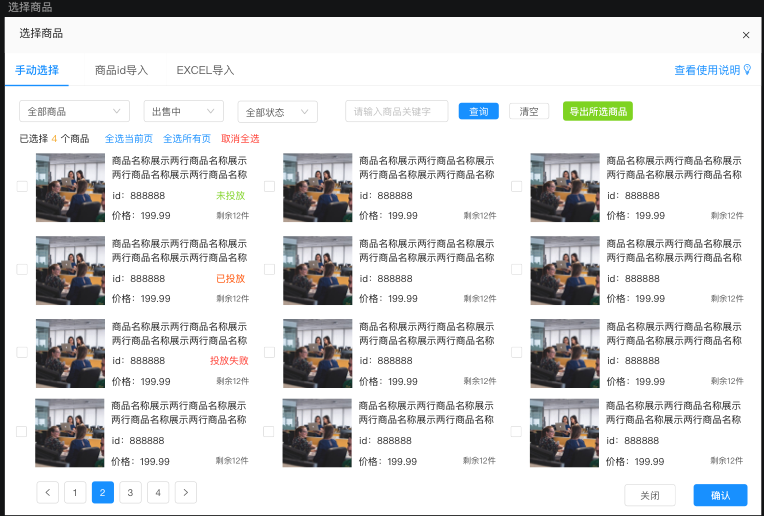 选择商品
选择商品
手动选择 商品id导入 EXCEL导入 查看使用说明
全部商品 出售中 全部状态 请输入商品关键字 查询 清空 导出所选商品
已选择 4 个商品 全选当前页 全选所有页 取消全选
商品名称展示两行商品名称展示 商品名称展示两行商品名称展示 商品名称展示两行商品名称展示
两行商品名称展示两行商品名称 两行商品名称展示两行商品名称 两行商品名称展示两行商品名称
id：888888 未投放 id：888888 id：888888
价格：199.99 剩余12件 价格：199.99 剩余12件 价格：199.99 剩余12件
商品名称展示两行商品名称展示 商品名称展示两行商品名称展示 商品名称展示两行商品名称展示
两行商品名称展示两行商品名称 两行商品名称展示两行商品名称 两行商品名称展示两行商品名称
id：888888 已投放 id：888888 id：888888
价格：199.99 剩余12件 价格：199.99 剩余12件 价格：199.99 剩余12件
商品名称展示两行商品名称展示 商品名称展示两行商品名称展示 商品名称展示两行商品名称展示
两行商品名称展示两行商品名称 两行商品名称展示两行商品名称 两行商品名称展示两行商品名称
id：888888 投放失败 id：888888 id：888888
价格：199.99 剩余12件 价格：199.99 剩余12件 价格：199.99 剩余12件
商品名称展示两行商品名称展示 商品名称展示两行商品名称展示 商品名称展示两行商品名称展示
两行商品名称展示两行商品名称 两行商品名称展示两行商品名称 两行商品名称展示两行商品名称
id：888888 id：888888 id：888888
价格：199.99 剩余12件 价格：199.99 剩余12件 价格：199.99 剩余12件
1 2 3 4 关闭 确认